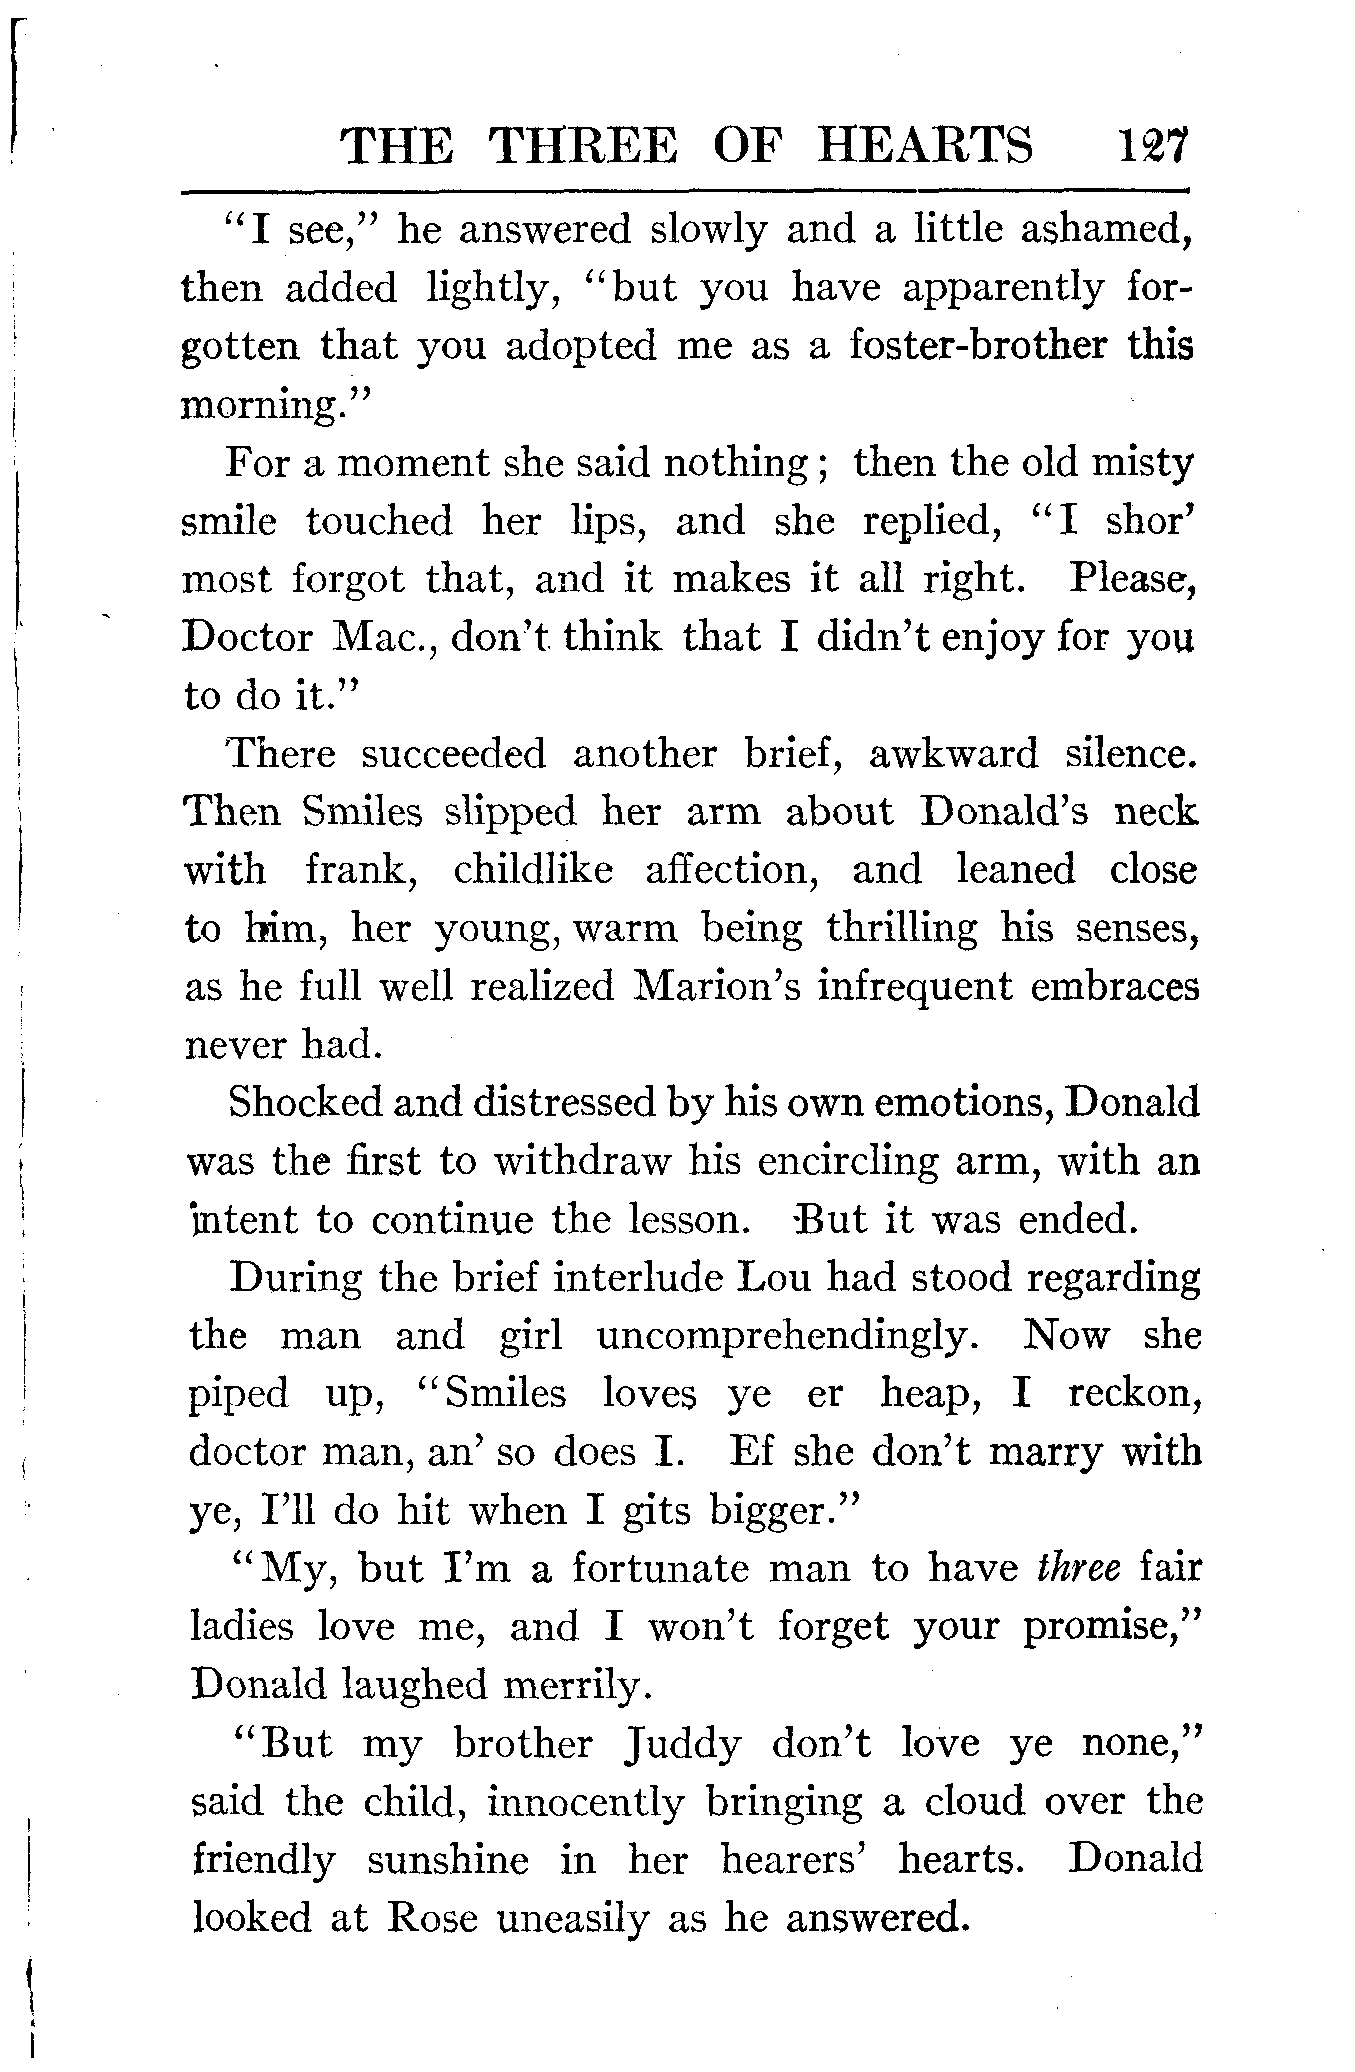 THE THREE OF HEARTS 127
"I see," he answered slowly and a little ashamed,
then added lightly, "but you have apparently for-
gotten that you adopted me as a foster-brother this
morning."
For a moment she said nothing; then the old misty
smile touched her lips, and she replied, "I shor'
most forgot that, and it makes it all right. Please,
Doctor Mac., don't think that I didn't enjoy for you
to do it."
There succeeded another brief, awkward silence.
Then Smiles slipped her arm about Donald's neck
with frank, childlike affection, and leaned close
to him, her young, warm being thrilling his senses,
as he full well realized Marion's infrequent embraces
never had.
Shocked and distressed by his own emotions, Donald
was the first to withdraw his encircling arm, with an
intent to continue the lesson. But it was ended.
During the brief interlude Lou had stood regarding
the man and girl uncomprehendingly. Now she
piped up, "Smiles loves ye er heap, I reckon,
doctor man, an' so does I. Ef she don't marry with
ye, I'll do hit when I gits bigger."
"My, but I'm a fortunate man to have three fair
ladies love me, and I won't forget your promise,"
Donald laughed merrily.
"But my brother Juddy don't love ye none,"
said the child, innocently bringing a cloud over the
friendly sunshine in her hearers' hearts. Donald
looked at Rose uneasily as he answered.